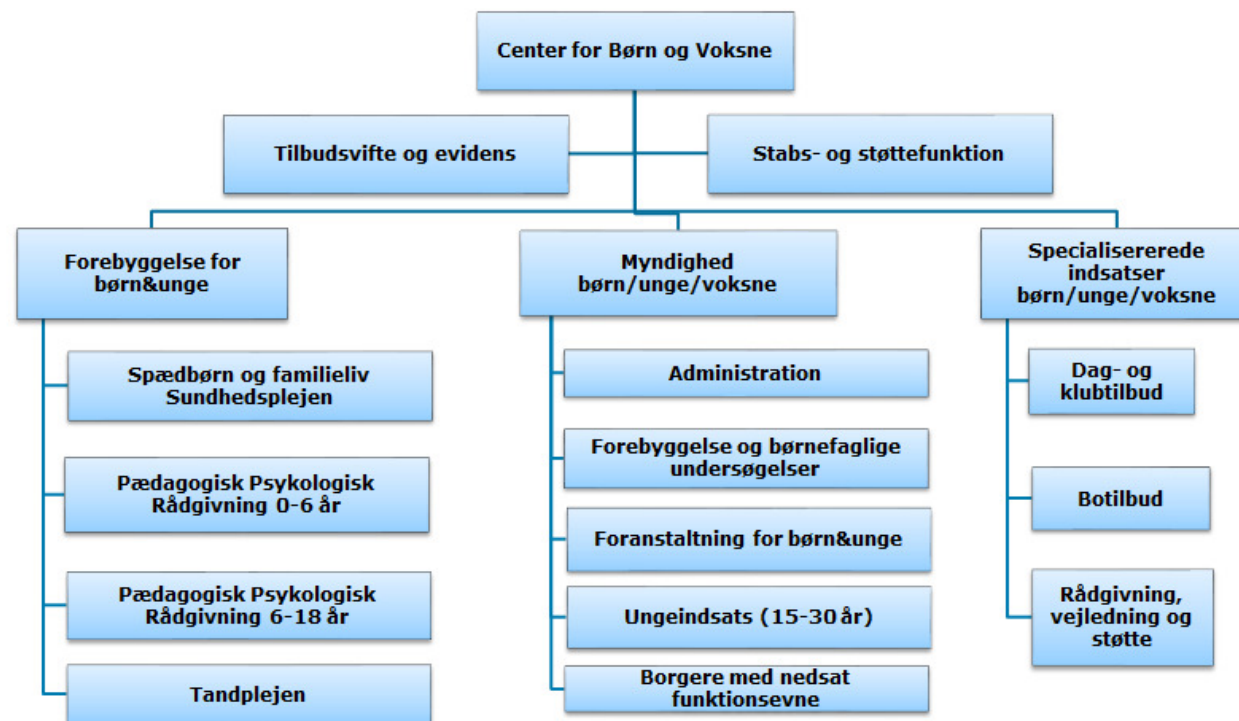 Center for Børn og Voksne
Tilbudsvifte og evidens
Stabs- og støttefunktion
Forebyggelse for
børn&unge
Spædbørn og familieliv
Sundhedsplejen
Pædagogisk Psykologisk
Rådgivning 0-6 år
Pædagogisk Psykologisk
Rådgivning 6-18 år
Tandplejen
Myndighed
børn/unge/voksne
Administration
Forebyggelse og børnefaglige
undersøgelser
Foranstaltning for børn&unge
Ungeindsats (15-30 år)
Borgere med nedsat
funktionsevne
Specialisererede
indsatser
børn/unge/voksne
Dag- og
klubtilbud
Botilbud
Rådgivning,
vejledning og
støtte